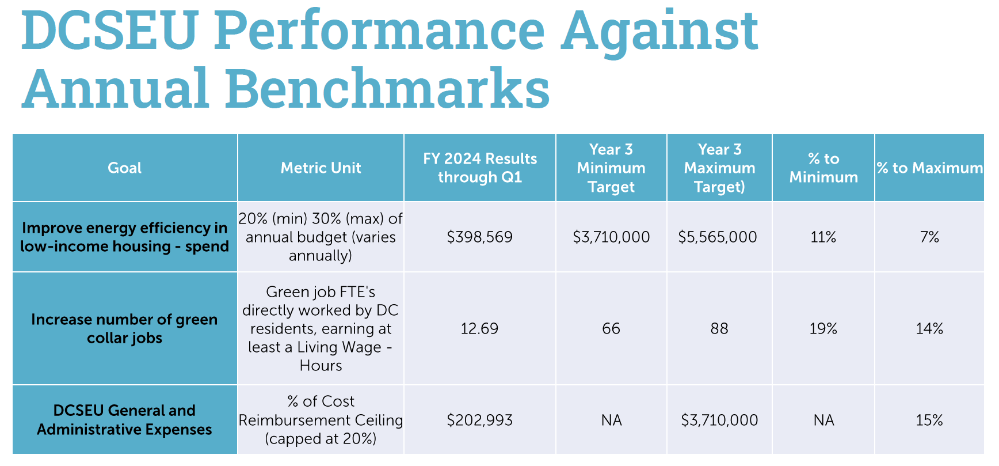 DCSEU Performance Against
Annual Benchmarks
Goal
Metric Unit
FY 2024 Results
through Q1
Year 3
Minimum
Target
Year 3
Maximum
Target)
% to
Minimum
% to Maximum
Improve energy efficiency in
low-income housing - spend
20% (min) 30% (max) of
annual budget (varies
annually)
$398,569
$3,710,000
$5,565,000
11%
7%
Increase number of green
collar jobs
Green job FTE's
directly worked by DC
residents, earning at
least a Living Wage -
Hours
12.69
66
88
19%
14%
DCSEU General and
Administrative Expenses
% of Cost
Reimbursement Ceiling
(capped at 20%)
$202,993
NA
$3,710,000
NA
15%